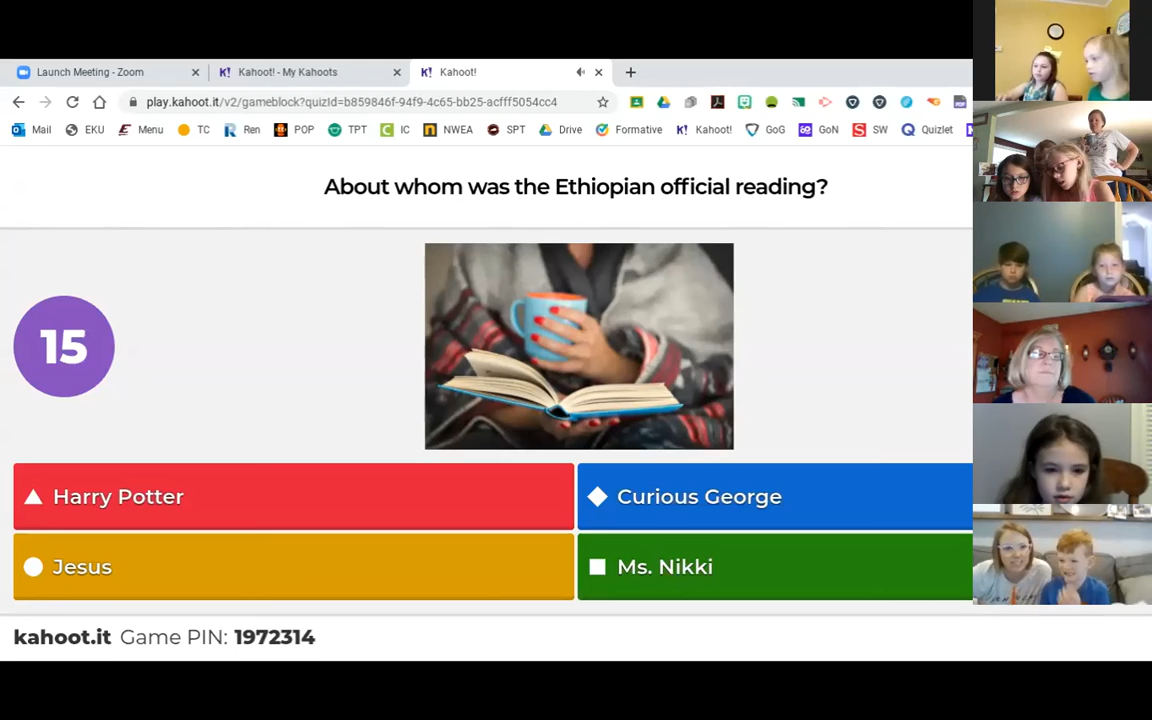 Launch Meeting - Zoom
Kahoot! - My Kahoots
Kahoot!
play.kahoot.it/v2/gameblock?quizId=b859846f-94f9-4c65-bb25-acfff5054cc4
Mail EKU Menu TC Ren POP TPT IC NWEA SPT Drive Formative Kahoot! GoG GoN SW Quizlet
About whom was the Ethiopian official reading?
15
Harry Potter
Curious George
Jesus
Ms. Nikki
kahoot.it Game PIN: 1972314